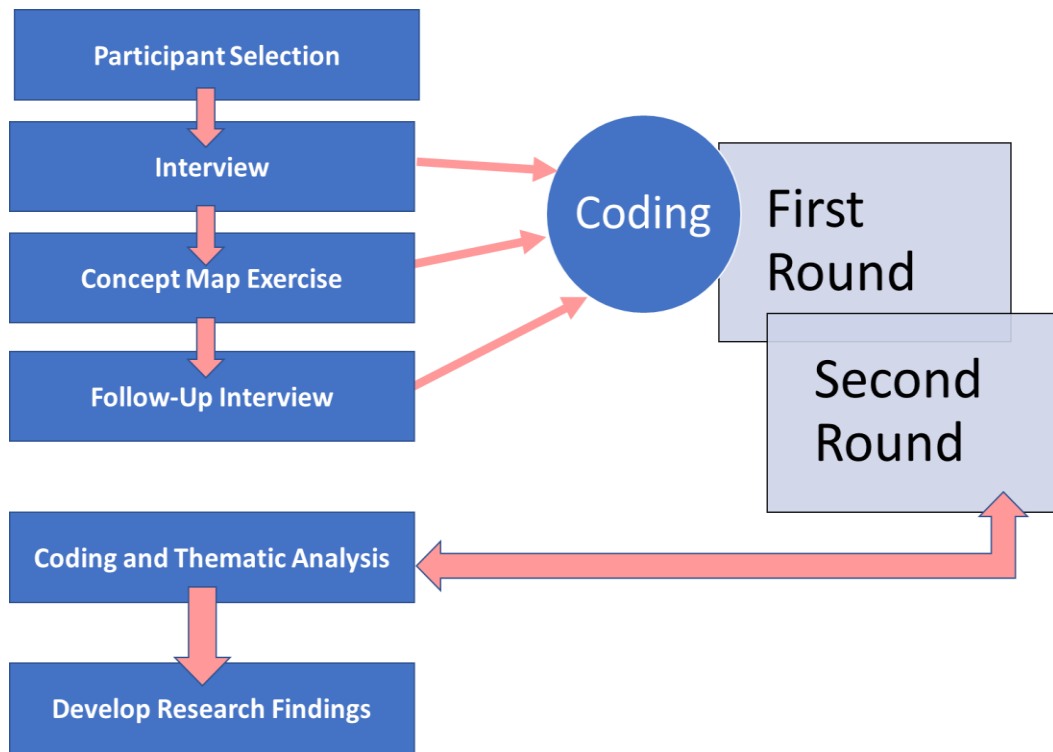 Participant Selection
Interview
Concept Map Exercise
Follow-Up Interview
Coding
First
Round
Second
Round
Coding and Thematic Analysis
Develop Research Findings